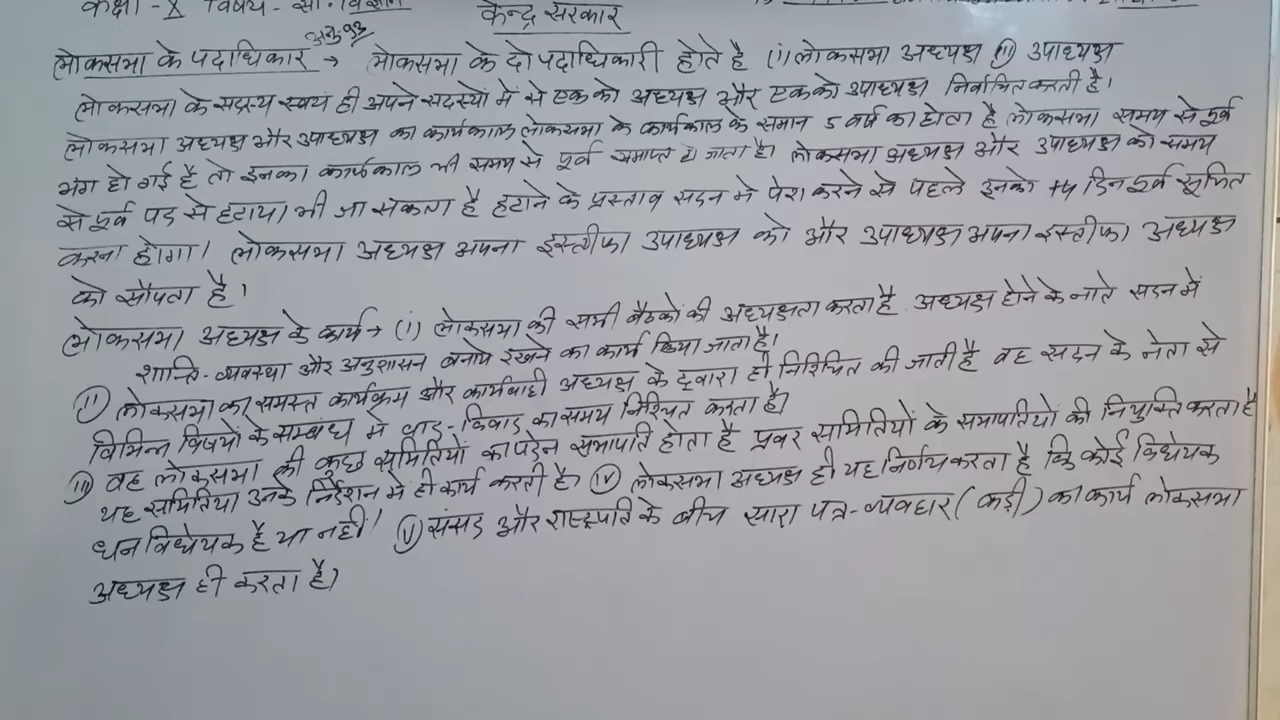 कक्षा - X विषय - सा. विज्ञान
केन्द्र सरकार
अनु. 93
लोकसभा के पदाधिकार → लोकसभा के दो पदाधिकारी होते है (i) लोकसभा अध्यक्ष (ii) उपाध्यक्ष
लोकसभा के सदस्य स्वयं ही अपने सदस्यों में से एक को अध्यक्ष और एक को उपाध्यक्ष निर्वाचित करती है।
लोकसभा अध्यक्ष और उपाध्यक्ष का कार्यकाल लोकसभा के कार्यकाल के समान 5 वर्ष का होता है लोकसभा समय से पूर्व
भंग हो गई है तो इनका कार्यकाल भी समय से पूर्व समाप्त हो जाता है। लोकसभा अध्यक्ष और उपाध्यक्ष को समय
से पूर्व पद से हटाया भी जा सकता है हटाने के प्रस्ताव सदन मे पेश करने से पहले इनको 14 दिन पूर्व सूचित
करना होगा। लोकसभा अध्यक्ष अपना इस्तीफा उपाध्यक्ष को और उपाध्यक्ष अपना इस्तीफा अध्यक्ष
को सौपता है।
लोकसभा अध्यक्ष के कार्य → (i) लोकसभा की सभी बैठकों की अध्यक्षता करता है अध्यक्ष होने के नाते सदन में
शान्ति-व्यवस्था और अनुशासन बनाये रखने का कार्य किया जाता है।
(ii) लोकसभा का समस्त कार्यक्रम और कार्यवाही अध्यक्ष के द्वारा ही निश्चित की जाती है वह सदन के नेता से
विभिन्न विषयों के सम्बंध मे वाद-विवाद का समय निश्चित करता है।
(iii) वह लोकसभा की कुछ समितियों का पदेन सभापति होता है प्रवर समितियों के सभापतियों की नियुक्ति करता है
यह समितिया उनके निर्देशन मे ही कार्य करती है। (iv) लोकसभा अध्यक्ष ही यह निर्णय करता है कि कोई विधेयक
धन विधेयक है या नही। (v) संसद और राष्ट्रपति के बीच सारा पत्र-व्यवहार (कड़ी) का कार्य लोकसभा
अध्यक्ष ही करता है।